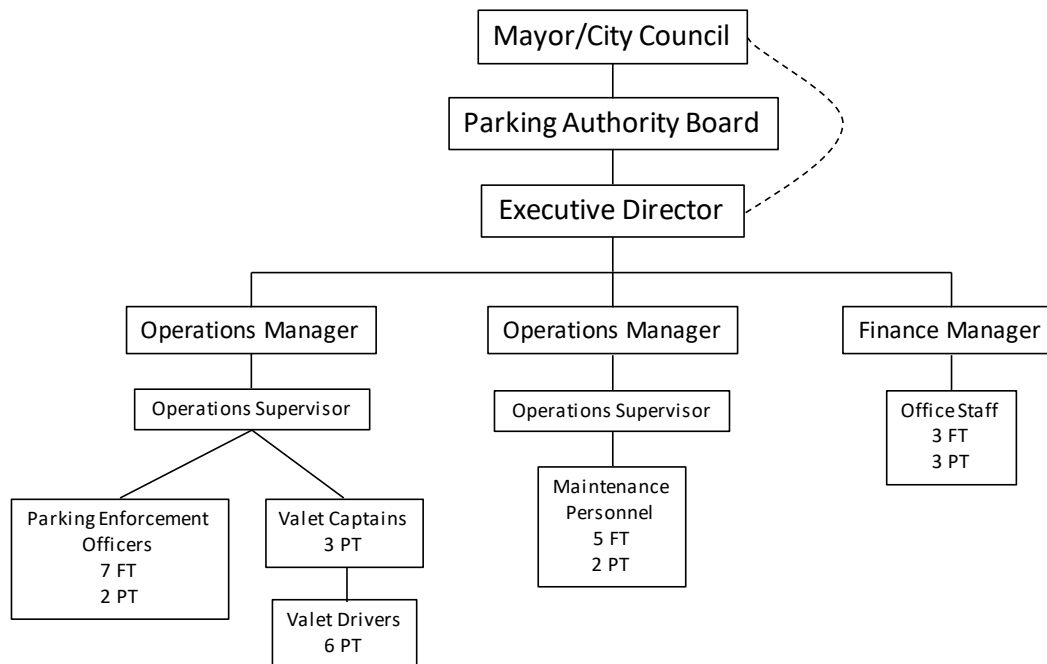 Mayor/City Council
Parking Authority Board
Executive Director
Operations Manager
Operations Manager
Finance Manager
Operations Supervisor
Operations Supervisor
Office Staff
3 FT
3 PT
Parking Enforcement
Officers
7 FT
2 PT
Valet Captains
3 PT
Maintenance
Personnel
5 FT
2 PT
Valet Drivers
6 PT